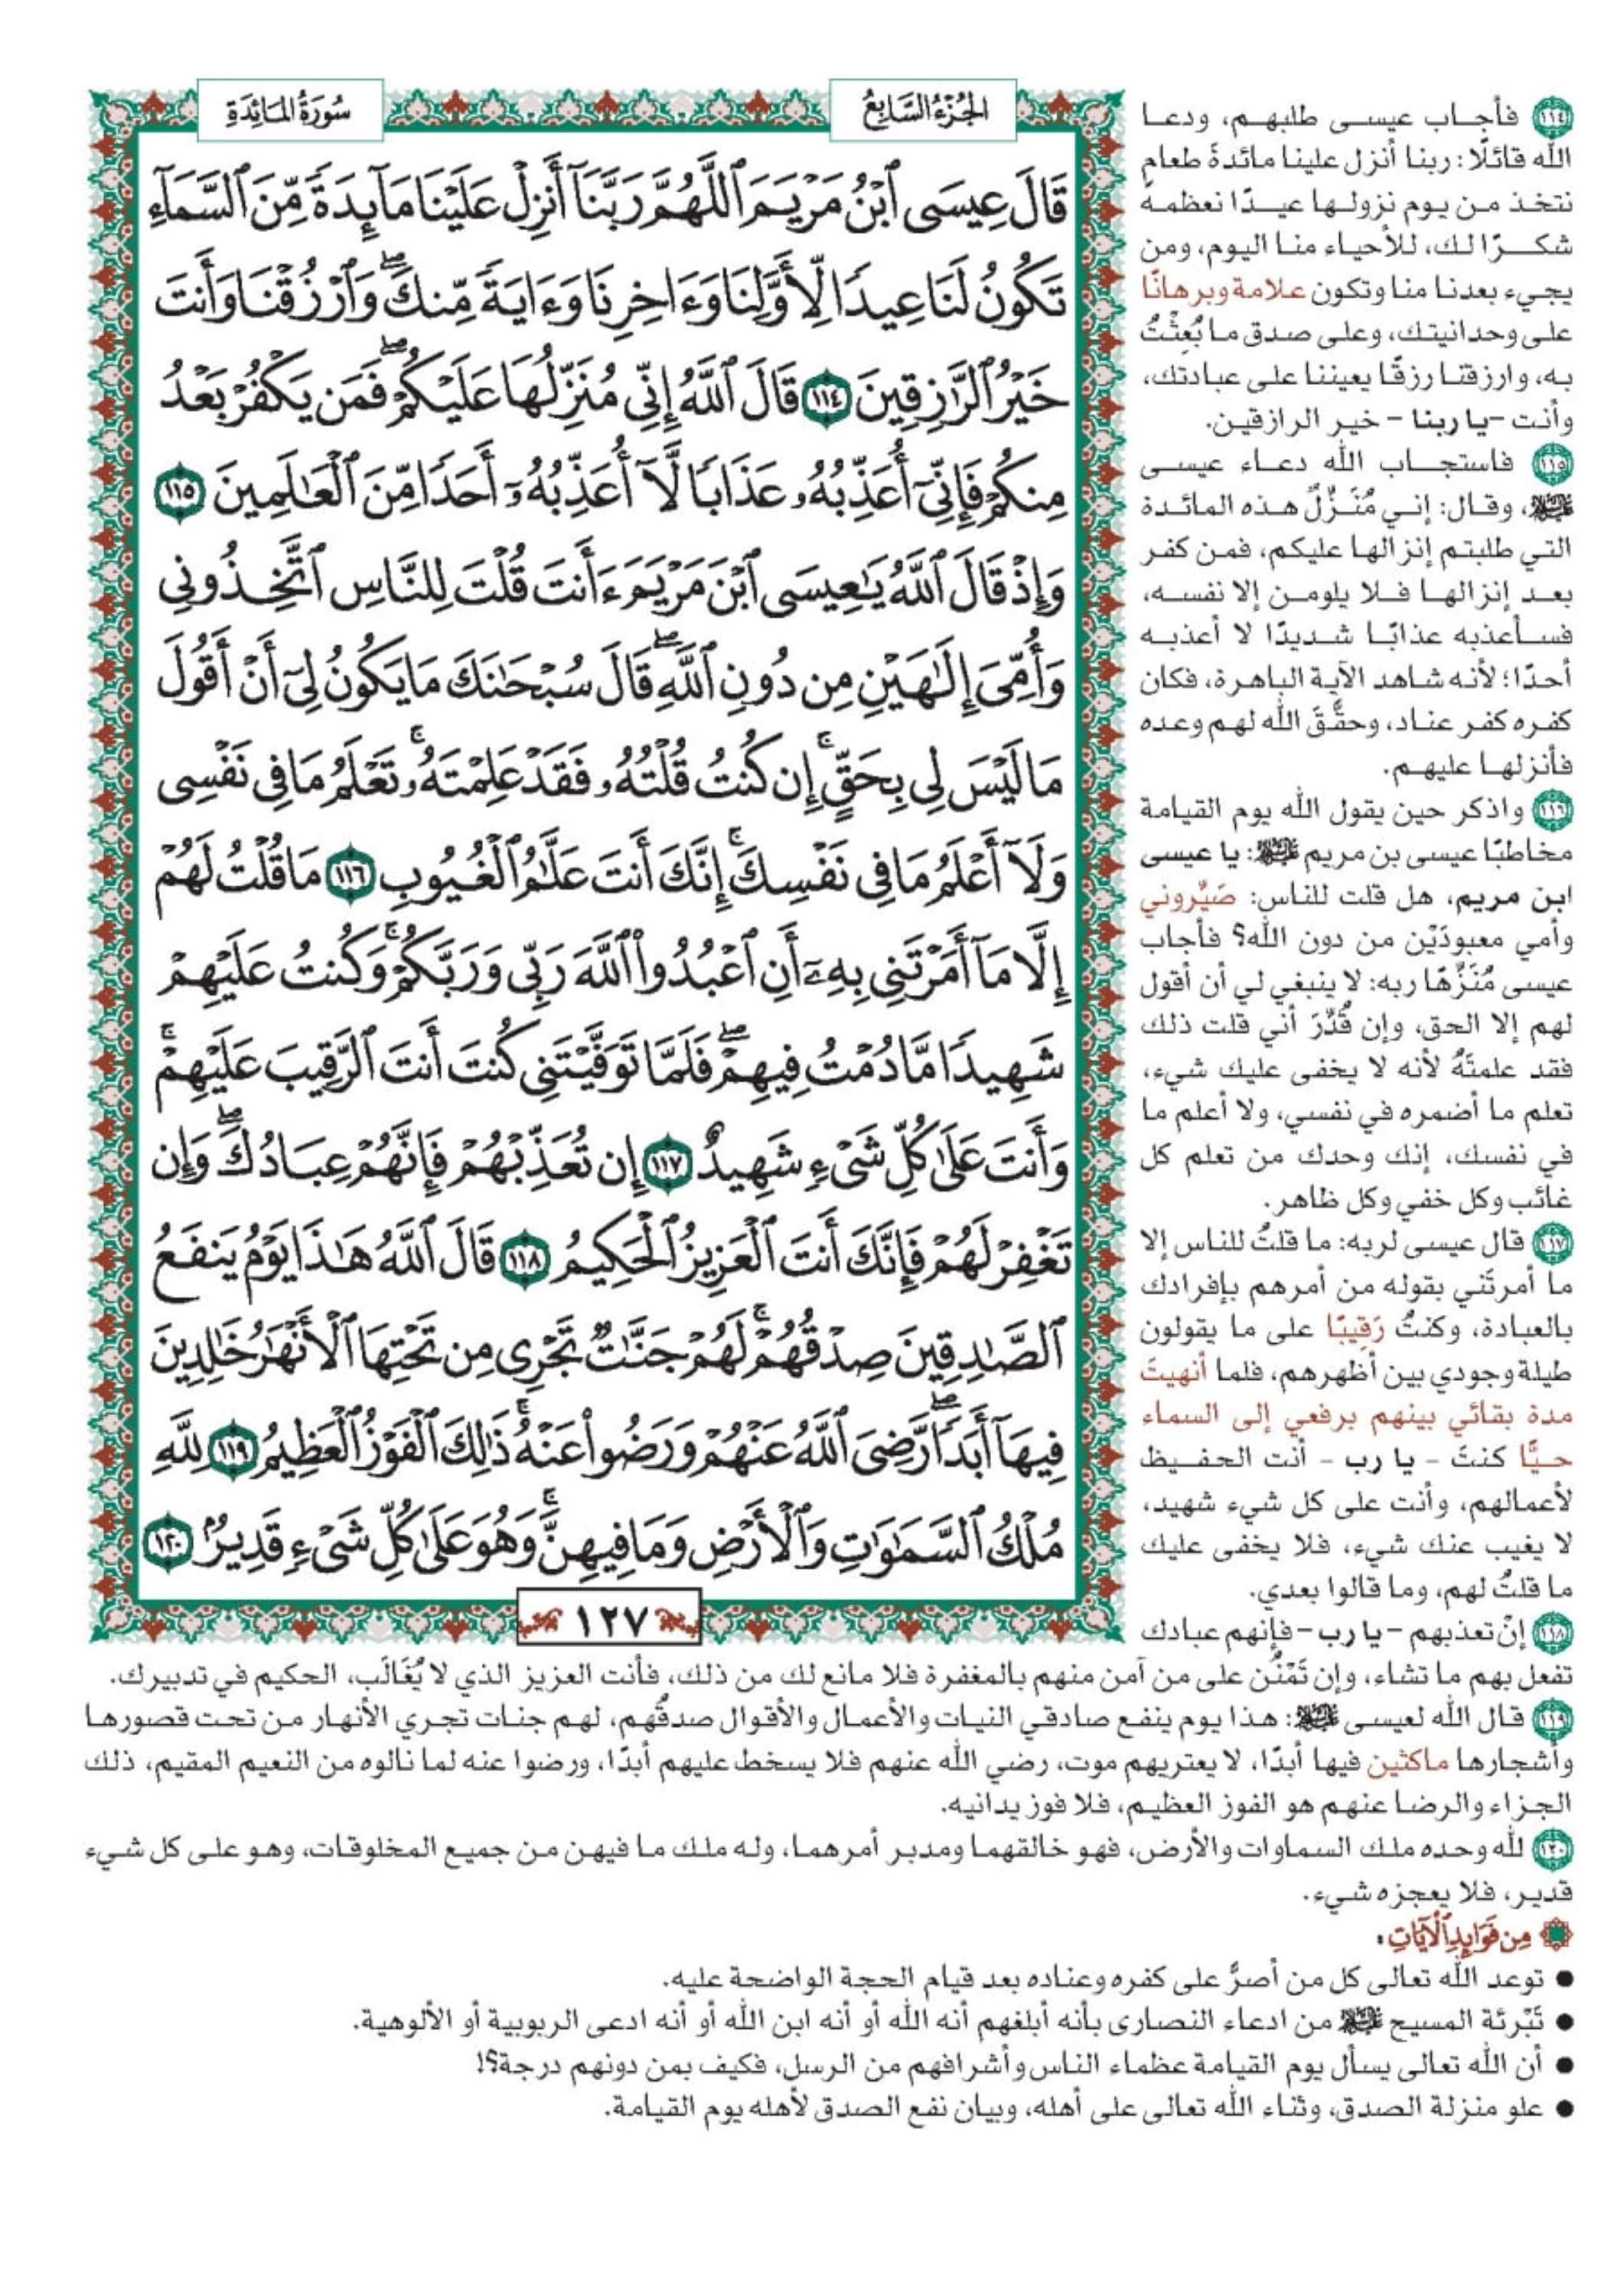 سُورَةُ المَائِدَةِ
الجُزْءُ السَّابِعُ
قَالَ عِيسَى ٱبْنُ مَرْيَمَ ٱللَّهُمَّ رَبَّنَآ أَنزِلْ عَلَيْنَا مَآئِدَةً مِّنَ ٱلسَّمَآءِ
تَكُونُ لَنَا عِيدًا لِّأَوَّلِنَا وَءَاخِرِنَا وَءَايَةً مِّنكَۖ وَٱرْزُقْنَا وَأَنتَ
خَيْرُ ٱلرَّٰزِقِينَ ١١٤ قَالَ ٱللَّهُ إِنِّي مُنَزِّلُهَا عَلَيْكُمْۖ فَمَن يَكْفُرْ بَعْدُ
مِنكُمْ فَإِنِّيٓ أُعَذِّبُهُۥ عَذَابًا لَّآ أُعَذِّبُهُۥٓ أَحَدًا مِّنَ ٱلْعَٰلَمِينَ ١١٥
وَإِذْ قَالَ ٱللَّهُ يَٰعِيسَى ٱبْنَ مَرْيَمَ ءَأَنتَ قُلْتَ لِلنَّاسِ ٱتَّخِذُونِي
وَأُمِّيَ إِلَٰهَيْنِ مِن دُونِ ٱللَّهِۖ قَالَ سُبْحَٰنَكَ مَا يَكُونُ لِيٓ أَنْ أَقُولَ
مَا لَيْسَ لِي بِحَقٍّۚ إِن كُنتُ قُلْتُهُۥ فَقَدْ عَلِمْتَهُۥۚ تَعْلَمُ مَا فِي نَفْسِي
وَلَآ أَعْلَمُ مَا فِي نَفْسِكَۚ إِنَّكَ أَنتَ عَلَّٰمُ ٱلْغُيُوبِ ١١٦ مَا قُلْتُ لَهُمْ
إِلَّا مَآ أَمَرْتَنِي بِهِۦٓ أَنِ ٱعْبُدُوا۟ ٱللَّهَ رَبِّي وَرَبَّكُمْۚ وَكُنتُ عَلَيْهِمْ
شَهِيدًا مَّا دُمْتُ فِيهِمْۖ فَلَمَّا تَوَفَّيْتَنِي كُنتَ أَنتَ ٱلرَّقِيبَ عَلَيْهِمْۚ
وَأَنتَ عَلَىٰ كُلِّ شَيْءٍ شَهِيدٌ ١١٧ إِن تُعَذِّبْهُمْ فَإِنَّهُمْ عِبَادُكَۖ وَإِن
تَغْفِرْ لَهُمْ فَإِنَّكَ أَنتَ ٱلْعَزِيزُ ٱلْحَكِيمُ ١١٨ قَالَ ٱللَّهُ هَٰذَا يَوْمُ يَنفَعُ
ٱلصَّٰدِقِينَ صِدْقُهُمْۚ لَهُمْ جَنَّٰتٌ تَجْرِي مِن تَحْتِهَا ٱلْأَنْهَٰرُ خَٰلِدِينَ
فِيهَآ أَبَدًاۖ رَّضِيَ ٱللَّهُ عَنْهُمْ وَرَضُوا۟ عَنْهُۚ ذَٰلِكَ ٱلْفَوْزُ ٱلْعَظِيمُ ١١٩ لِلَّهِ
مُلْكُ ٱلسَّمَٰوَٰتِ وَٱلْأَرْضِ وَمَا فِيهِنَّۚ وَهُوَ عَلَىٰ كُلِّ شَيْءٍ قَدِيرٌۢ ١٢٠
١٢٧
١١٤ فأجاب عيسى طلبهم، ودعا
الله قائلًا: ربنا أنزل علينا مائدةَ طعام
نتخذ من يوم نزولها عيدًا نعظمه
شكرًا لك، للأحياء منا اليوم، ومن
يجيء بعدنا منا وتكون علامة وبرهانًا
على وحدانيتك، وعلى صدق ما بُعِثْتُ
به، وارزقنا رزقًا يعيننا على عبادتك،
وأنت -يا ربنا - خير الرازقين.
١١٥ فاستجاب الله دعاء عيسى
عليه السلام، وقال: إني مُنَزِّلٌ هذه المائدة
التي طلبتم إنزالها عليكم، فمن كفر
بعد إنزالها فلا يلومن إلا نفسه،
فسأعذبه عذابًا شديدًا لا أعذبه
أحدًا؛ لأنه شاهد الآية الباهرة، فكان
كفره كفر عناد، وحقَّقَ الله لهم وعده
فأنزلها عليهم.
١١٦ واذكر حين يقول الله يوم القيامة
مخاطبًا عيسى بن مريم عليه السلام: يا عيسى
ابن مريم، هل قلت للناس: صَيِّروني
وأمي معبودَيْن من دون الله؟ فأجاب
عيسى مُنَزِّهًا ربه: لا ينبغي لي أن أقول
لهم إلا الحق، وإن قُدِّرَ أني قلت ذلك
فقد علمتَهُ لأنه لا يخفى عليك شيء،
تعلم ما أضمره في نفسي، ولا أعلم ما
في نفسك، إنك وحدك من تعلم كل
غائب وكل خفي وكل ظاهر.
١١٧ قال عيسى لربه: ما قلتُ للناس إلا
ما أمرتَني بقوله من أمرهم بإفرادك
بالعبادة، وكنتُ رَقِيبًا على ما يقولون
طيلة وجودي بين أظهرهم، فلما أنهيتَ
مدة بقائي بينهم برفعي إلى السماء
حيًّا كنتَ - يا رب - أنت الحفيظ
لأعمالهم، وأنت على كل شيء شهيد،
لا يغيب عنك شيء، فلا يخفى عليك
ما قلتُ لهم، وما قالوا بعدي.
١١٨ إنْ تعذبهم -يا رب- فإنهم عبادك
تفعل بهم ما تشاء، وإن تَمْنُن على من آمن منهم بالمغفرة فلا مانع لك من ذلك، فأنت العزيز الذي لا يُغَالَب، الحكيم في تدبيرك.
١١٩ قال الله لعيسى عليه السلام: هذا يوم ينفع صادقي النيات والأعمال والأقوال صدقُهم، لهم جنات تجري الأنهار من تحت قصورها
وأشجارها ماكثين فيها أبدًا، لا يعتريهم موت، رضي الله عنهم فلا يسخط عليهم أبدًا، ورضوا عنه لما نالوه من النعيم المقيم، ذلك
الجزاء والرضا عنهم هو الفوز العظيم، فلا فوز يدانيه.
١٢٠ لله وحده ملك السماوات والأرض، فهو خالقهما ومدبر أمرهما، وله ملك ما فيهن من جميع المخلوقات، وهو على كل شيء
قدير، فلا يعجزه شيء.
مِن فَوَائِدِ ٱلْآيَاتِ:
● توعد الله تعالى كل من أصرَّ على كفره وعناده بعد قيام الحجة الواضحة عليه.
● تَبْرئة المسيح عليه السلام من ادعاء النصارى بأنه أبلغهم أنه الله أو أنه ابن الله أو أنه ادعى الربوبية أو الألوهية.
● أن الله تعالى يسأل يوم القيامة عظماء الناس وأشرافهم من الرسل، فكيف بمن دونهم درجة؟!
● علو منزلة الصدق، وثناء الله تعالى على أهله، وبيان نفع الصدق لأهله يوم القيامة.